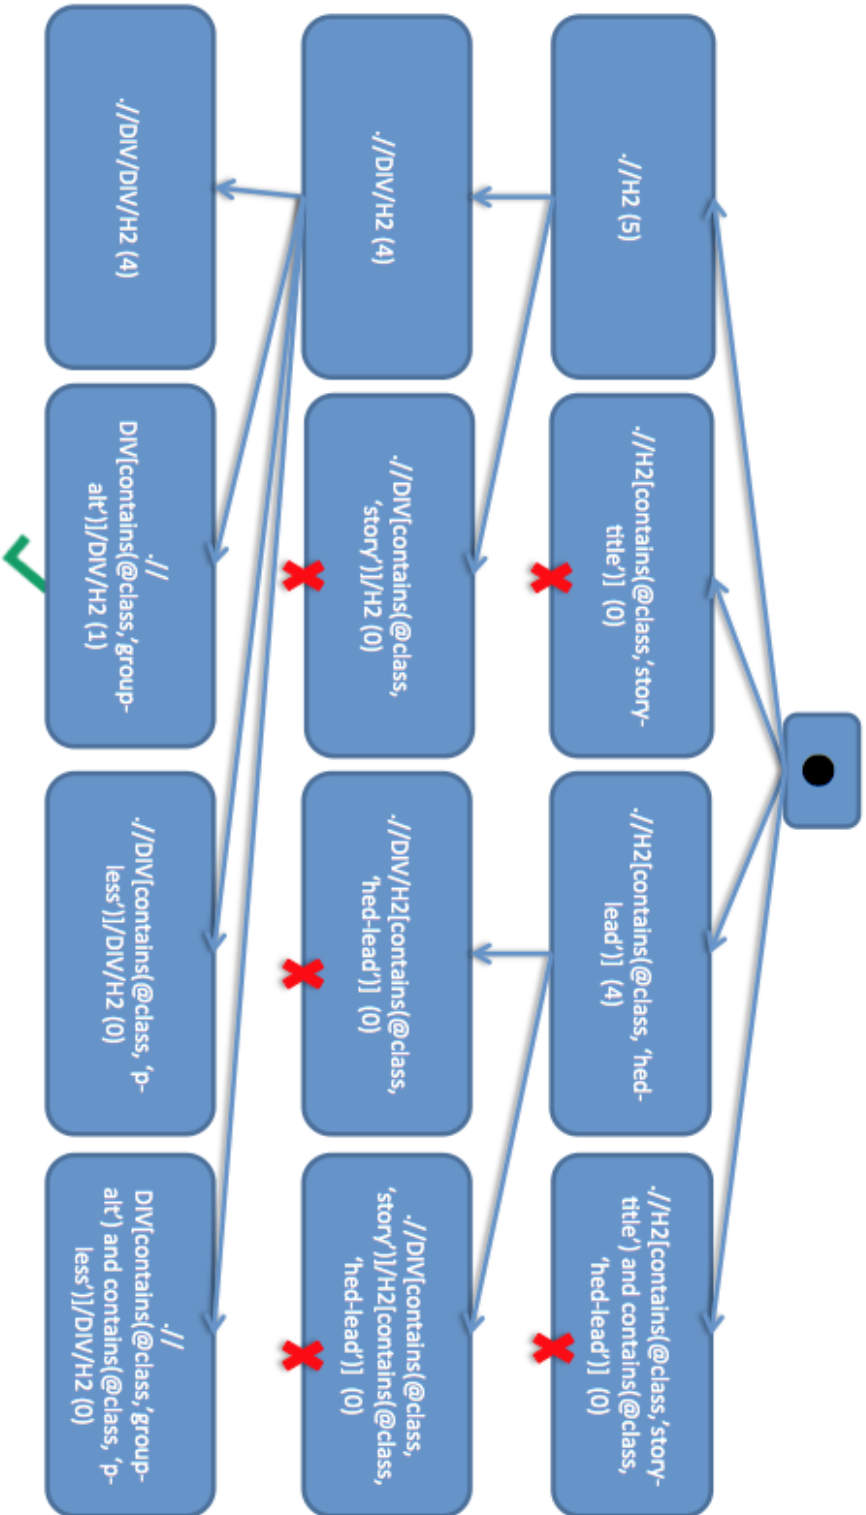 .//H2 (5)
.//H2[contains(@class,’story-
title’)] (0)
.//H2[contains(@class, ‘hed-
lead’)] (4)
.//H2[contains(@class,’story-
title’) and contains(@class,
‘hed-lead’)] (0)
.//DIV/H2 (4)
.//DIV[contains(@class,
‘story’)]/H2 (0)
.//DIV/H2[contains(@class,
‘hed-lead’)] (0)
.//DIV[contains(@class,
‘story’)]/H2[contains(@class,
‘hed-lead’)] (0)
.//DIV/DIV/H2 (4)
.//
DIV[contains(@class,’group-
alt’)]/DIV/H2 (1)
.//DIV[contains(@class, ‘p-
less’)]/DIV/H2 (0)
.//
DIV[contains(@class,’group-
alt’) and contains(@class, ‘p-
less’)]/DIV/H2 (0)